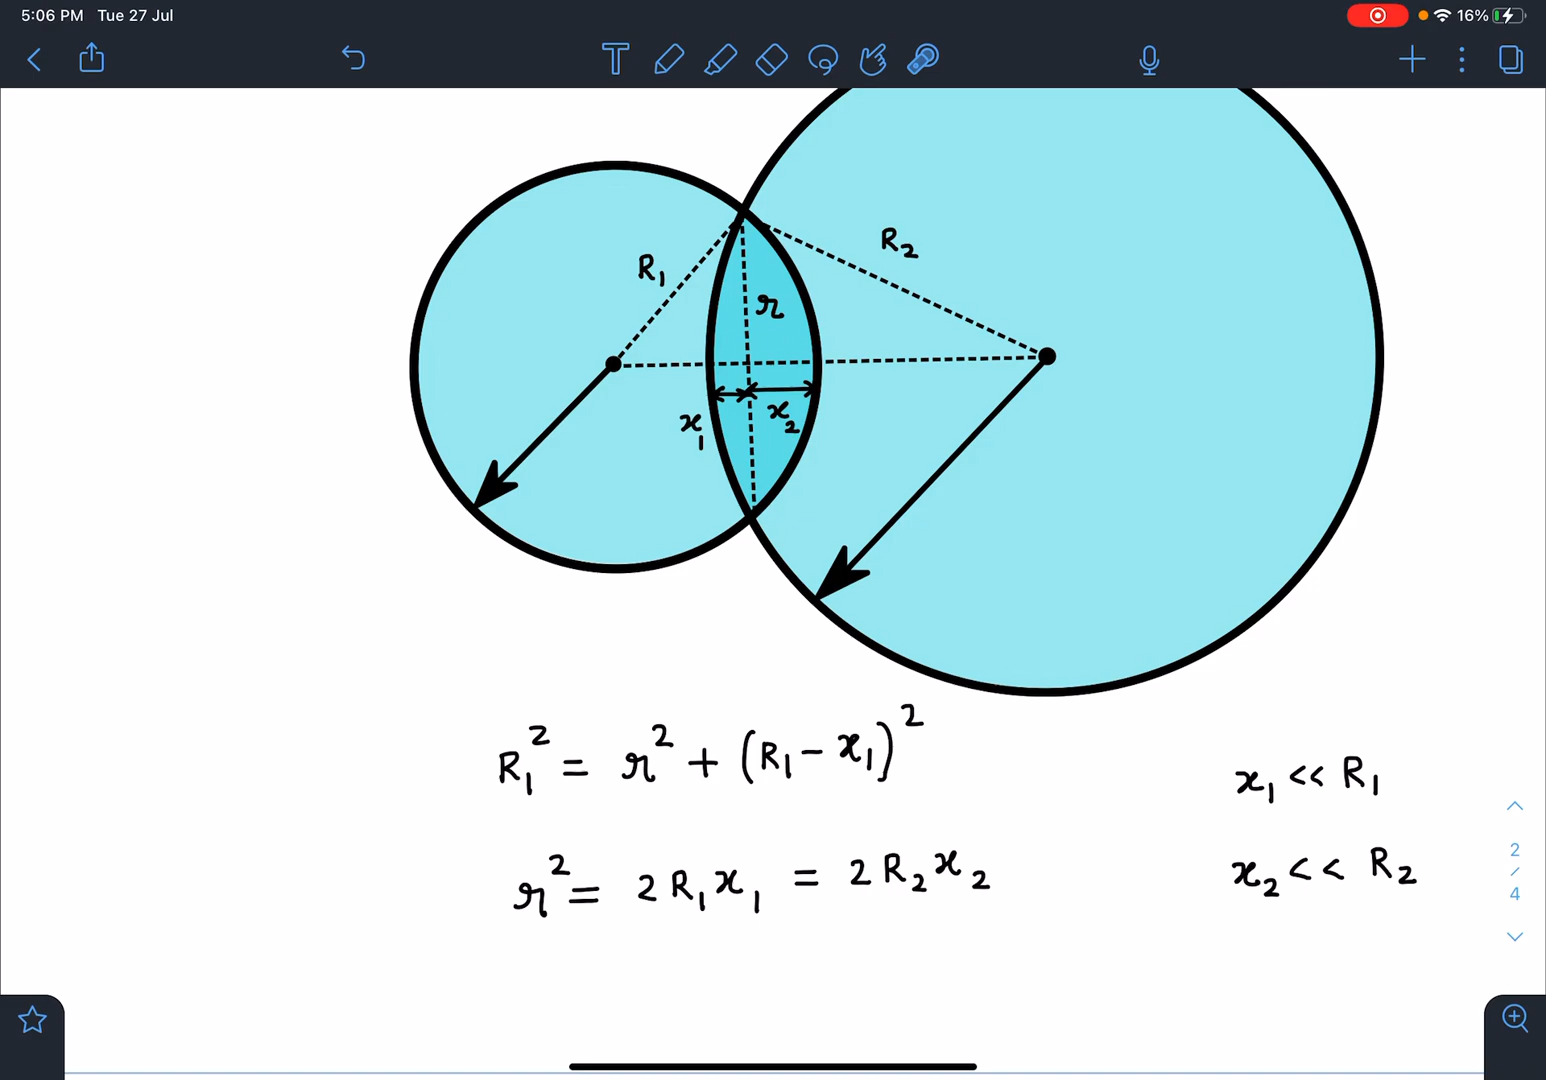 5:06 PM Tue 27 Jul 16%
R₂
R₁
r
x₁ x₂
R₁² = r² + (R₁ - x₁)²
x₁ << R₁
r² = 2R₁x₁ = 2R₂x₂
x₂ << R₂
2
/
4